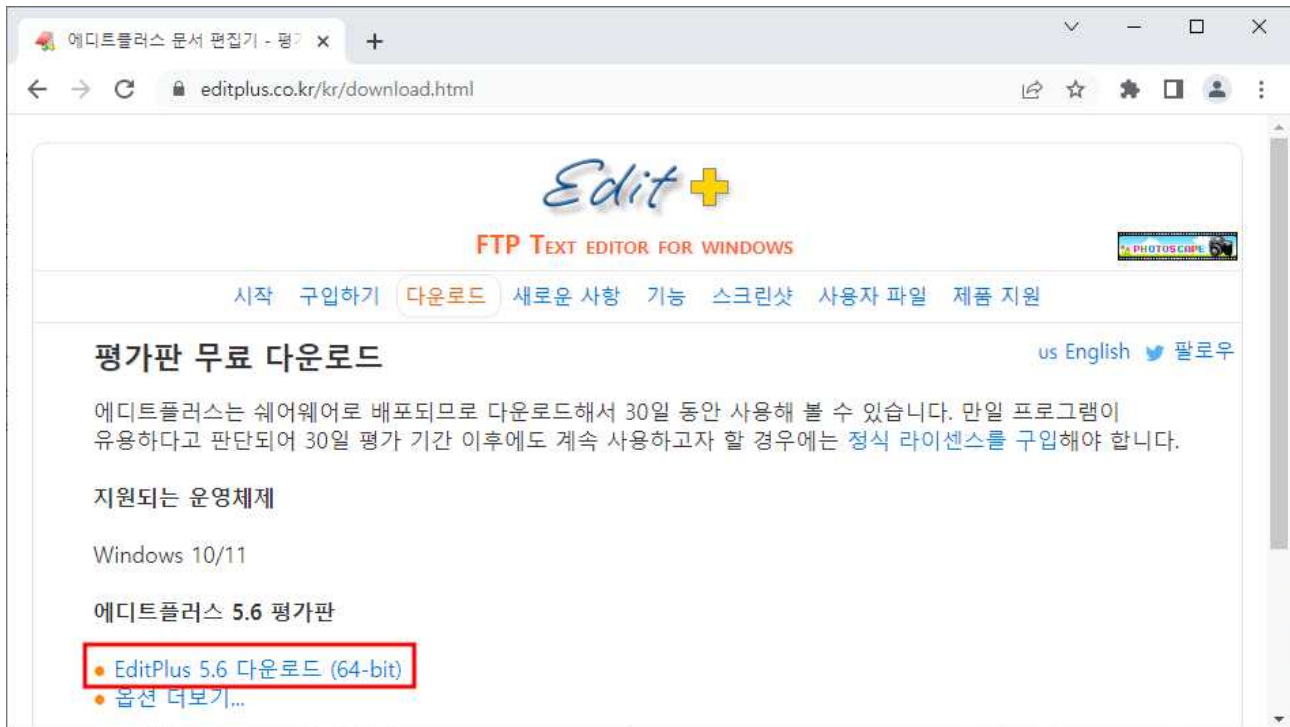 에디트플러스 문서 편집기 - 평가
editplus.co.kr/kr/download.html
Edit
FTP TEXT EDITOR FOR WINDOWS
PHOTOSCAPE
시작 구입하기 다운로드 새로운 사항 기능 스크린샷 사용자 파일 제품 지원
평가판 무료 다운로드
us English 팔로우
에디트플러스는 쉐어웨어로 배포되므로 다운로드해서 30일 동안 사용해 볼 수 있습니다. 만일 프로그램이
유용하다고 판단되어 30일 평가 기간 이후에도 계속 사용하고자 할 경우에는 정식 라이센스를 구입해야 합니다.
지원되는 운영체제
Windows 10/11
에디트플러스 5.6 평가판
• EditPlus 5.6 다운로드 (64-bit)
• 옵션 더보기...